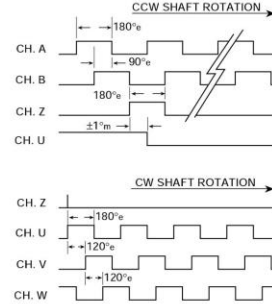 CCW SHAFT ROTATION
180°e
CH. A
90°e
CH. B
180°e
CH. Z
±1°m
CH. U
CW SHAFT ROTATION
CH. Z
180°e
CH. U
120°e
CH. V
120°e
CH. W